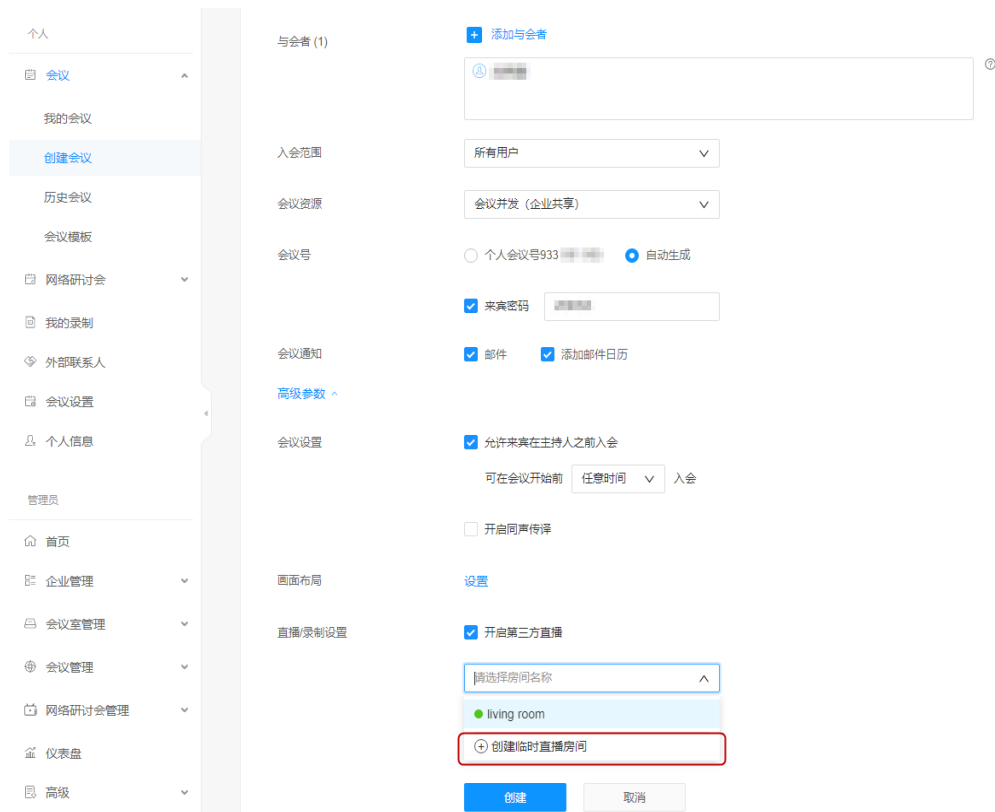 个人
会议
我的会议
创建会议
历史会议
会议模板
网络研讨会
我的录制
外部联系人
会议设置
个人信息
管理员
首页
企业管理
会议室管理
会议管理
网络研讨会管理
仪表盘
高级
与会者 (1)
添加与会者
入会范围
所有用户
会议资源
会议并发（企业共享）
会议号
个人会议号933
自动生成
来宾密码
会议通知
邮件
添加邮件日历
高级参数
会议设置
允许来宾在主持人之前入会
可在会议开始前 任意时间 入会
开启同声传译
画面布局
设置
直播/录制设置
开启第三方直播
请选择房间名称
living room
创建临时直播房间
创建
取消